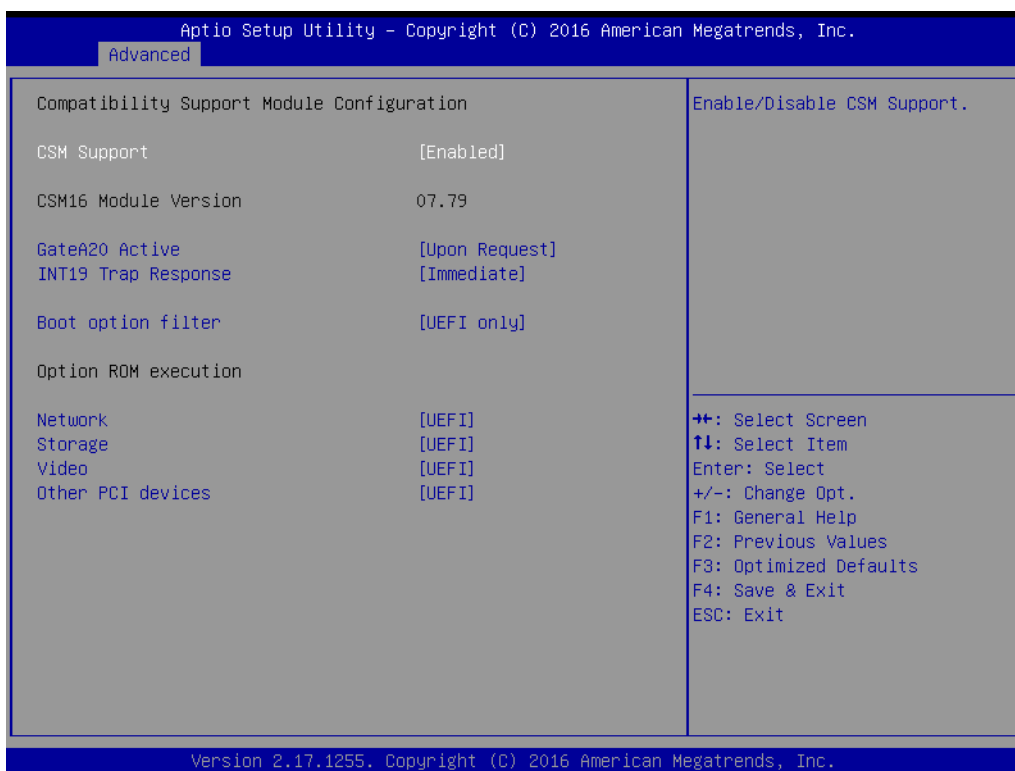 Aptio Setup Utility – Copyright (C) 2016 American Megatrends, Inc.
Advanced
Compatibility Support Module Configuration
CSM Support [Enabled]
CSM16 Module Version 07.79
GateA20 Active [Upon Request]
INT19 Trap Response [Immediate]
Boot option filter [UEFI only]
Option ROM execution
Network [UEFI]
Storage [UEFI]
Video [UEFI]
Other PCI devices [UEFI]
Enable/Disable CSM Support.
→←: Select Screen
↑↓: Select Item
Enter: Select
+/-: Change Opt.
F1: General Help
F2: Previous Values
F3: Optimized Defaults
F4: Save & Exit
ESC: Exit
Version 2.17.1255. Copyright (C) 2016 American Megatrends, Inc.